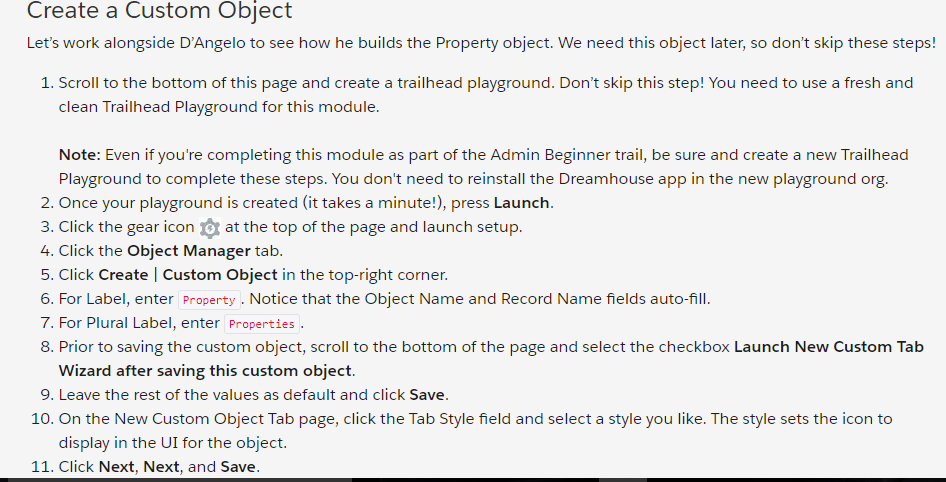 Create a Custom Object
Let’s work alongside D’Angelo to see how he builds the Property object. We need this object later, so don’t skip these steps!
1. Scroll to the bottom of this page and create a trailhead playground. Don’t skip this step! You need to use a fresh and
clean Trailhead Playground for this module.
Note: Even if you're completing this module as part of the Admin Beginner trail, be sure and create a new Trailhead
Playground to complete these steps. You don't need to reinstall the Dreamhouse app in the new playground org.
2. Once your playground is created (it takes a minute!), press Launch.
3. Click the gear icon at the top of the page and launch setup.
4. Click the Object Manager tab.
5. Click Create | Custom Object in the top-right corner.
6. For Label, enter Property. Notice that the Object Name and Record Name fields auto-fill.
7. For Plural Label, enter Properties.
8. Prior to saving the custom object, scroll to the bottom of the page and select the checkbox Launch New Custom Tab
Wizard after saving this custom object.
9. Leave the rest of the values as default and click Save.
10. On the New Custom Object Tab page, click the Tab Style field and select a style you like. The style sets the icon to
display in the UI for the object.
11. Click Next, Next, and Save.